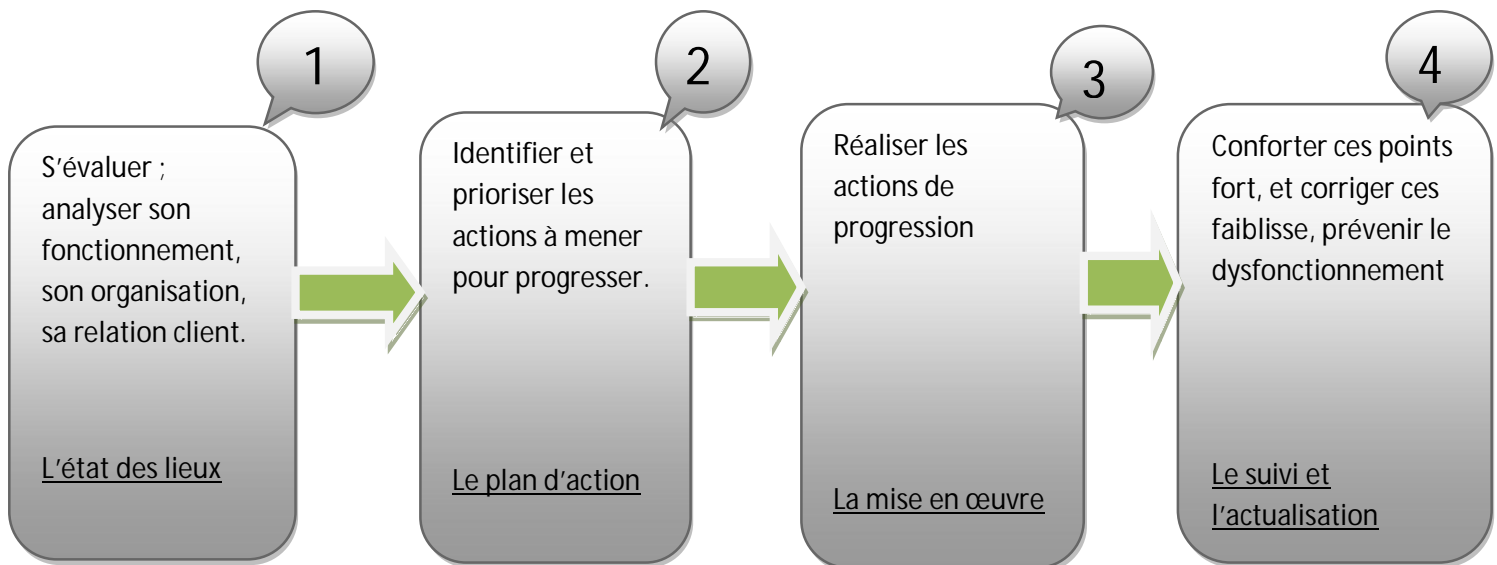 1
S'évaluer ;
analyser son
fonctionnement,
son organisation,
sa relation client.
L'état des lieux
2
Identifier et
prioriser les
actions à mener
pour progresser.
Le plan d'action
3
Réaliser les
actions de
progression
La mise en œuvre
4
Conforter ces points
fort, et corriger ces
faiblisse, prévenir le
dysfonctionnement
Le suivi et
l'actualisation